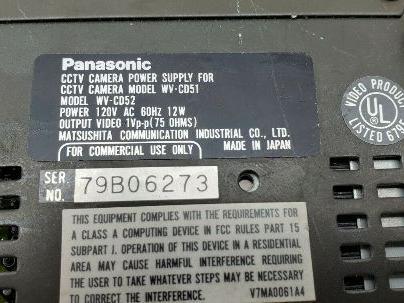 Panasonic
CCTV CAMERA POWER SUPPLY FOR
CCTV CAMERA MODEL WV-CD51
MODEL WV-CD52
POWER 120V AC 60Hz 12W
OUTPUT VIDEO 1Vp-p(75 OHMS)
MATSUSHITA COMMUNICATION INDUSTRIAL CO., LTD.
FOR COMMERCIAL USE ONLY MADE IN JAPAN
SER. NO. 79B06273
THIS EQUIPMENT COMPLIES WITH THE REQUIREMENTS FOR
A CLASS A COMPUTING DEVICE IN FCC RULES PART 15
SUBPART J. OPERATION OF THIS DEVICE IN A RESIDENTIAL
AREA MAY CAUSE HARMFUL INTERFERENCE REQUIRING
THE USER TO TAKE WHATEVER STEPS MAY BE NECESSARY
TO CORRECT THE INTERFERENCE. V7MA0061A4
VIDEO PRODUC
UL
LISTED 679